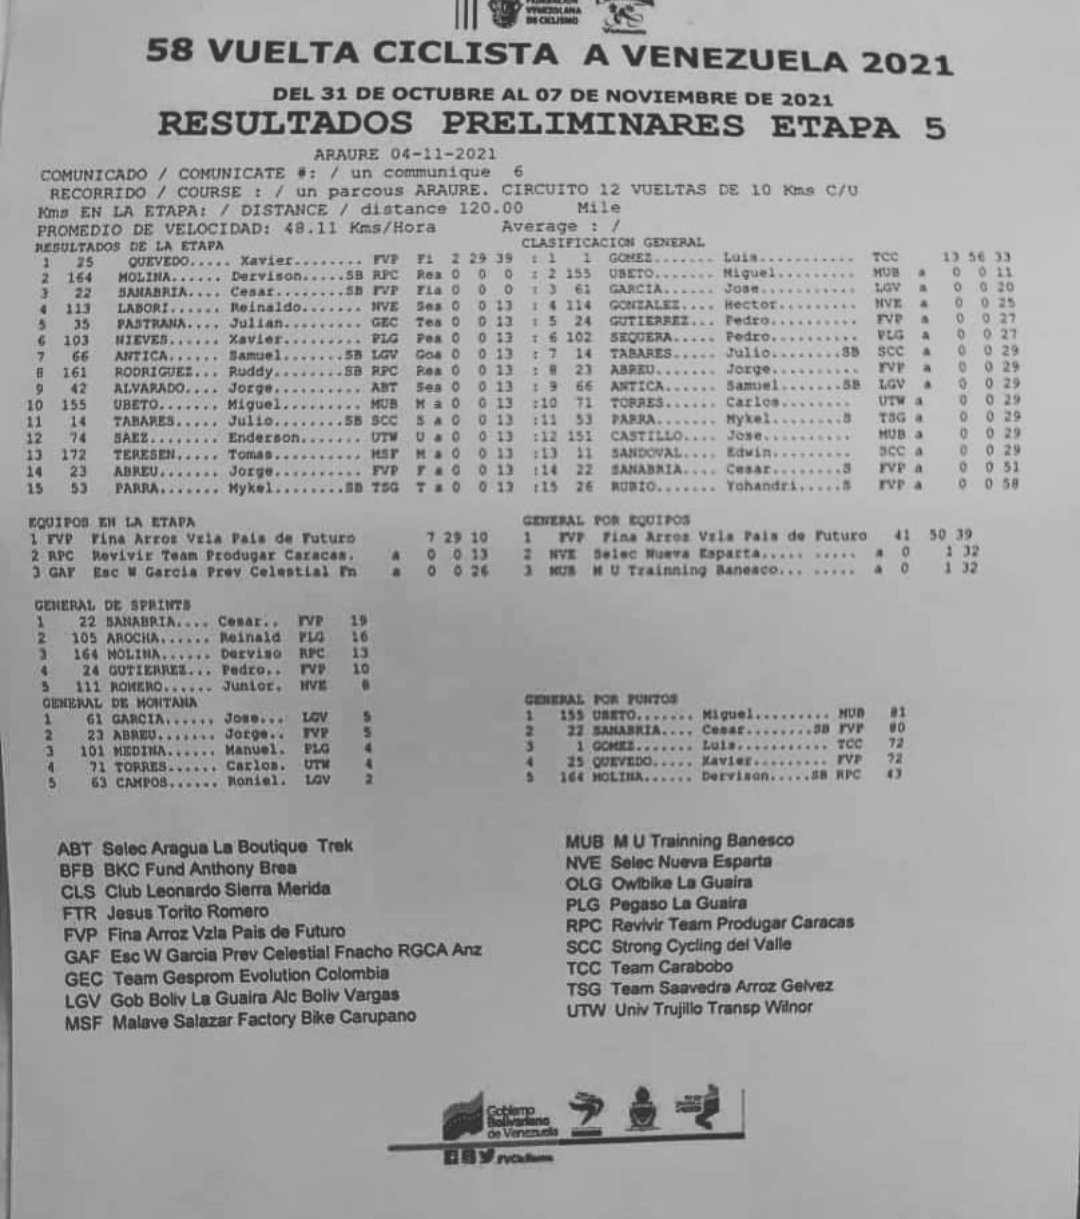 FEDERACION
VENEZOLANA
DE CICLISMO
58 VUELTA CICLISTA A VENEZUELA 2021
DEL 31 DE OCTUBRE AL 07 DE NOVIEMBRE DE 2021
RESULTADOS PRELIMINARES ETAPA 5
ARAURE 04-11-2021
COMUNICADO / COMUNICATE #: / un communique 6
RECORRIDO / COURSE : / un parcous ARAURE. CIRCUITO 12 VUELTAS DE 10 Kms C/U
Kms EN LA ETAPA: / DISTANCE / distance 120.00 Mile
PROMEDIO DE VELOCIDAD: 48.11 Kms/Hora Average : /
RESULTADOS DE LA ETAPA CLASIFICACION GENERAL
1 25 QUEVEDO..... Xavier........ FVP Fi 2 29 39 : 1 1 GOMEZ....... Luis........... TCC 13 56 33
2 164 MOLINA...... Dervison...SB RPC Rea 0 0 0 : 2 155 UBETO....... Miguel......... MUB a 0 0 11
3 22 SANABRIA.... Cesar.....SB FVP Fia 0 0 0 : 3 61 GARCIA...... Jose........... LGV a 0 0 20
4 113 LABORI...... Reinaldo...... NVE Sea 0 0 13 : 4 114 GONZALEZ.... Hector......... NVE a 0 0 25
5 35 PASTRANA.... Julian........ GEC Tea 0 0 13 : 5 24 GUTIERREZ... Pedro.......... FVP a 0 0 27
6 103 NIEVES...... Xavier........ PLG Pea 0 0 13 : 6 102 SEQUERA..... Pedro.......... PLG a 0 0 27
7 66 ANTICA...... Samuel.....SB LGV Goa 0 0 13 : 7 14 TABARES..... Julio........SB SCC a 0 0 29
8 161 RODRIGUEZ... Ruddy......SB RPC Rea 0 0 13 : 8 23 ABREU....... Jorge.......... FVP a 0 0 29
9 42 ALVARADO.... Jorge......... ABT Sea 0 0 13 : 9 66 ANTICA...... Samuel.......SB LGV a 0 0 29
10 155 UBETO....... Miguel........ MUB M a 0 0 13 :10 71 TORRES...... Carlos......... UTW a 0 0 29
11 14 TABARES..... Julio......SB SCC S a 0 0 13 :11 53 PARRA....... Mykel........S TSG a 0 0 29
12 74 SAEZ........ Enderson...... UTW U a 0 0 13 :12 151 CASTILLO.... Jose........... MUB a 0 0 29
13 172 TERESEN..... Tomas......... MSF M a 0 0 13 :13 11 SANDOVAL.... Edwin.......... SCC a 0 0 29
14 23 ABREU....... Jorge......... FVP F a 0 0 13 :14 22 SANABRIA.... Cesar........S FVP a 0 0 51
15 53 PARRA....... Mykel......SB TSG T a 0 0 13 :15 26 RUBIO....... Yohandri.....S FVP a 0 0 58
EQUIPOS EN LA ETAPA GENERAL POR EQUIPOS
1 FVP Fina Arroz Vzla Pais de Futuro 7 29 10 1 FVP Fina Arroz Vzla Pais de Futuro 41 50 39
2 RPC Revivir Team Produgar Caracas. a 0 0 13 2 NVE Selec Nueva Esparta..... ..... a 0 1 32
3 GAF Esc W Garcia Prev Celestial Fn a 0 0 26 3 MUB M U Trainning Banesco... ..... a 0 1 32
GENERAL DE SPRINTS
1 22 SANABRIA.... Cesar.. FVP 19
2 105 AROCHA...... Reinald PLG 16
3 164 MOLINA...... Derviso RPC 13
4 24 GUTIERREZ... Pedro.. FVP 10
5 111 ROMERO...... Junior. NVE 8
GENERAL DE MONTANA GENERAL POR PUNTOS
1 61 GARCIA...... Jose... LGV 5 1 155 UBETO....... Miguel......... MUB 81
2 23 ABREU....... Jorge.. FVP 5 2 22 SANABRIA.... Cesar........SB FVP 80
3 101 MEDINA...... Manuel. PLG 4 3 1 GOMEZ....... Luis........... TCC 72
4 71 TORRES...... Carlos. UTW 4 4 25 QUEVEDO..... Xavier......... FVP 72
5 63 CAMPOS...... Roniel. LGV 2 5 164 MOLINA...... Dervison.....SB RPC 43
ABT Selec Aragua La Boutique Trek
BFB BKC Fund Anthony Brea
CLS Club Leonardo Sierra Merida
FTR Jesus Torito Romero
FVP Fina Arroz Vzla Pais de Futuro
GAF Esc W Garcia Prev Celestial Fnacho RGCA Anz
GEC Team Gesprom Evolution Colombia
LGV Gob Boliv La Guaira Alc Boliv Vargas
MSF Malave Salazar Factory Bike Carupano
MUB M U Trainning Banesco
NVE Selec Nueva Esparta
OLG Owlbike La Guaira
PLG Pegaso La Guaira
RPC Revivir Team Produgar Caracas
SCC Strong Cycling del Valle
TCC Team Carabobo
TSG Team Saavedra Arroz Gelvez
UTW Univ Trujillo Transp Wilnor
Gobierno
Bolivariano
de Venezuela